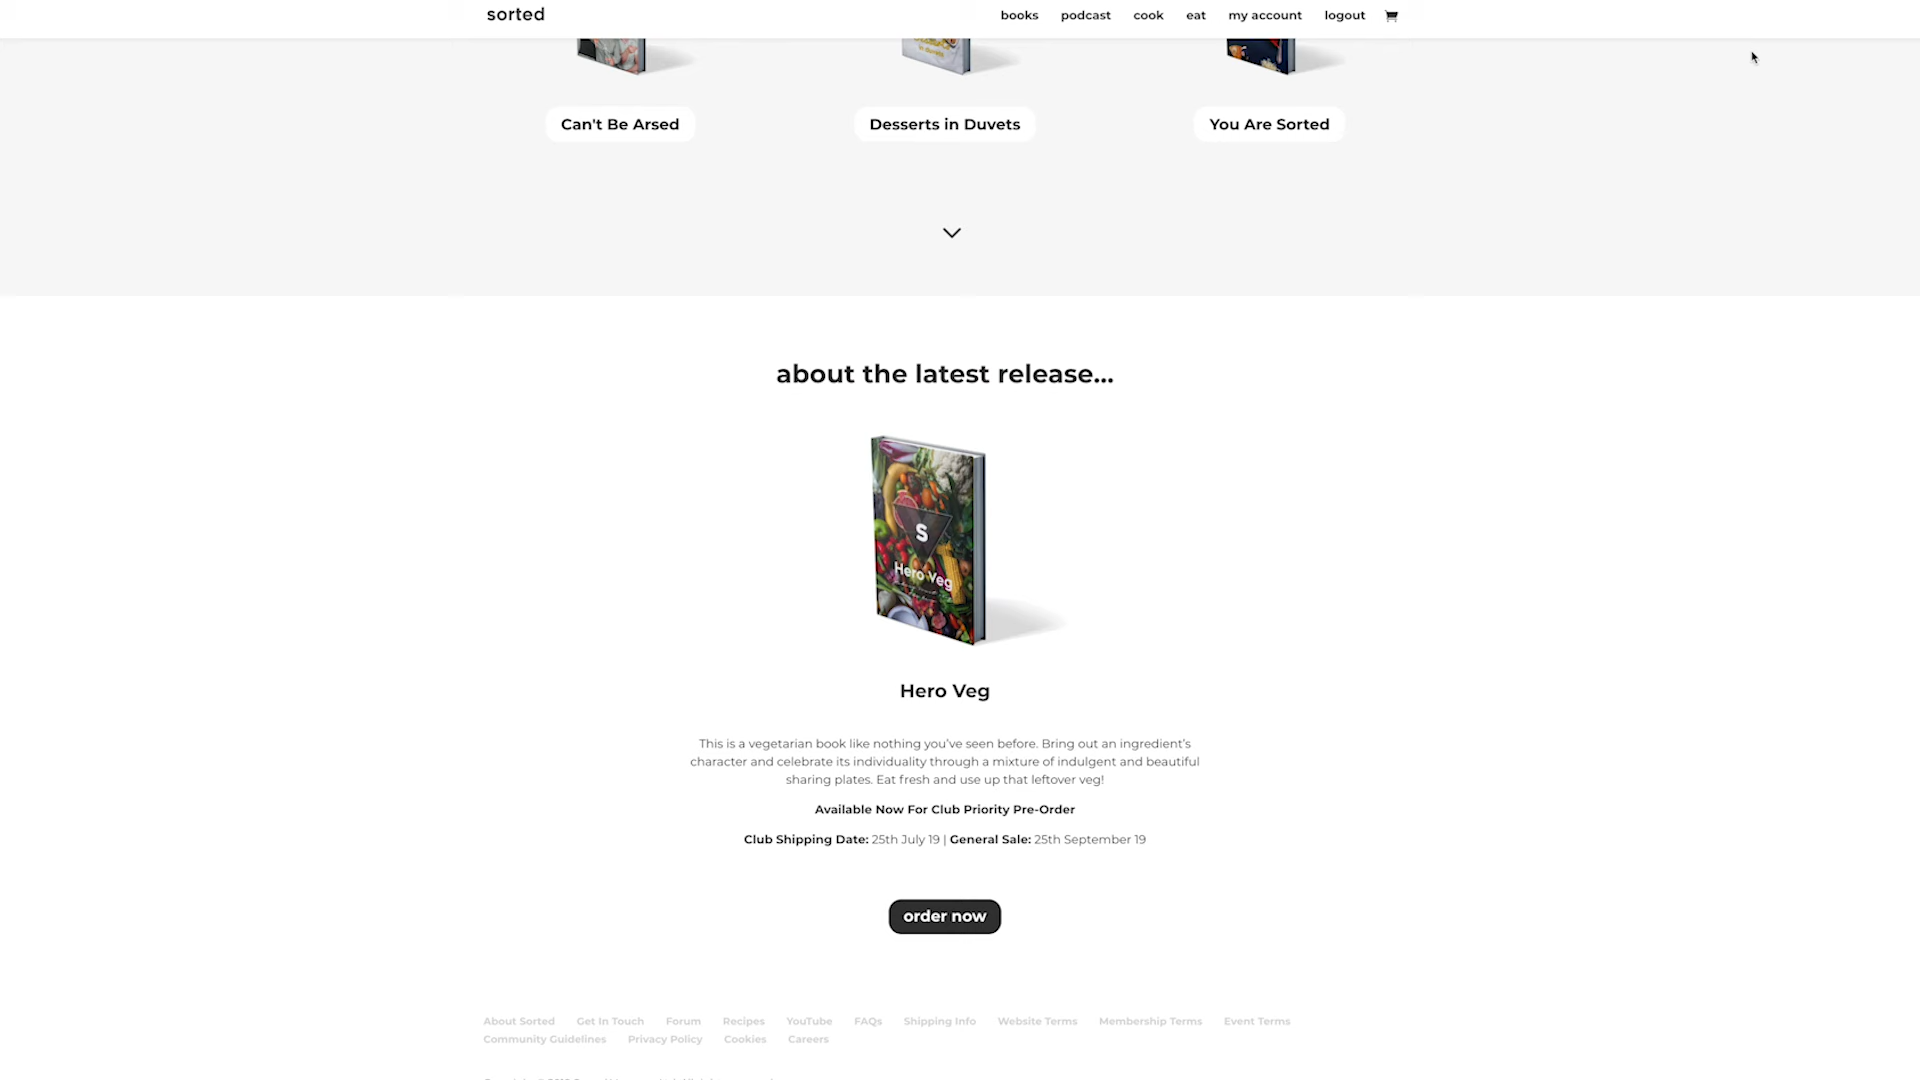 sorted
books podcast cook eat my account logout
Can't Be Arsed
Desserts in Duvets
You Are Sorted
about the latest release...
S
Hero Veg
Hero Veg
This is a vegetarian book like nothing you’ve seen before. Bring out an ingredient’s
character and celebrate its individuality through a mixture of indulgent and beautiful
sharing plates. Eat fresh and use up that leftover veg!
Available Now For Club Priority Pre-Order
Club Shipping Date: 25th July 19 | General Sale: 25th September 19
order now
About Sorted Get In Touch Forum Recipes YouTube FAQs Shipping Info Website Terms Membership Terms Event Terms
Community Guidelines Privacy Policy Cookies Careers